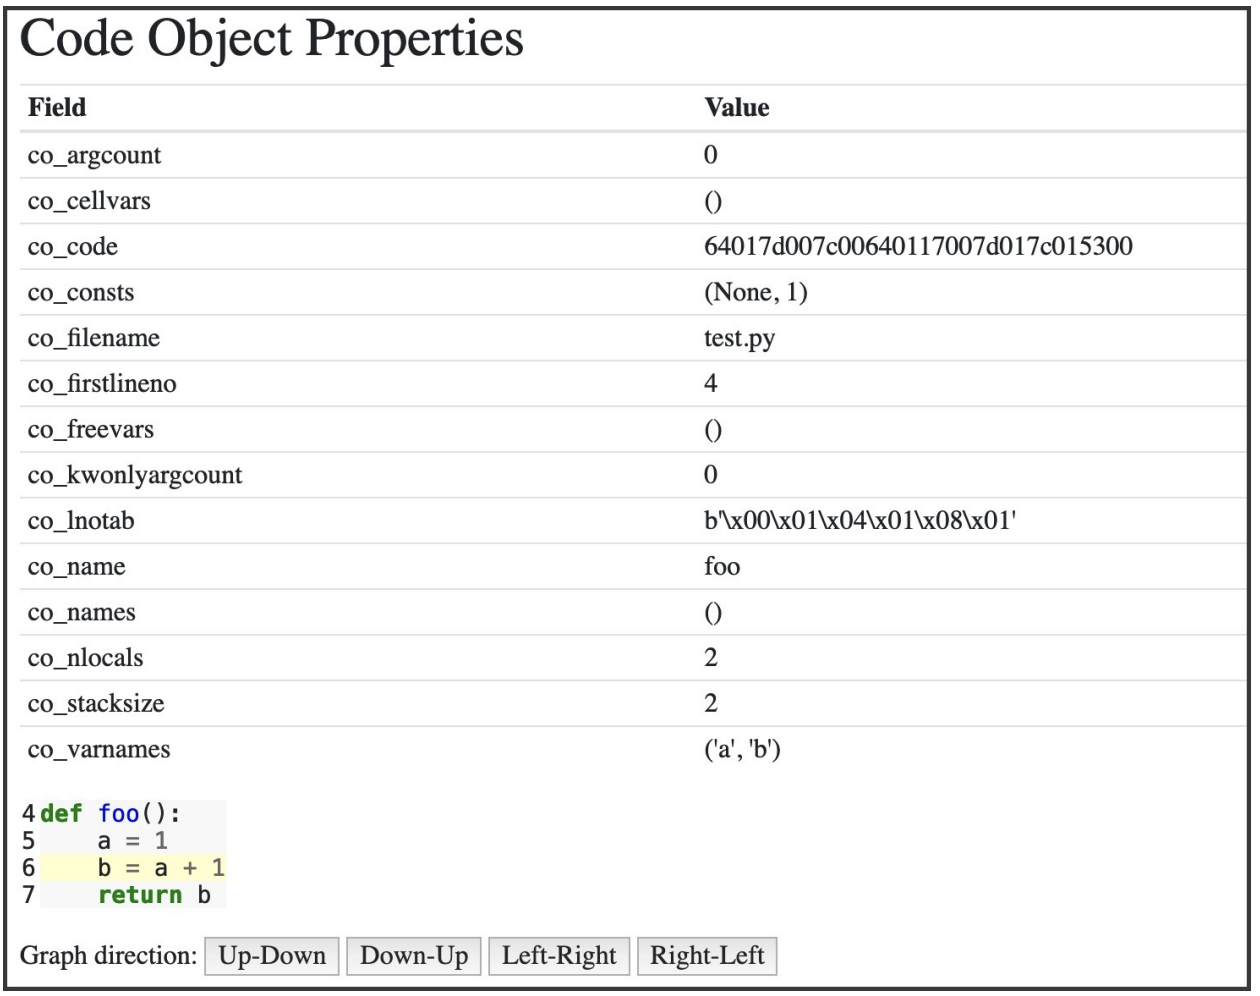 Code Object Properties
Field Value
co_argcount 0
co_cellvars ()
co_code 64017d007c00640117007d017c015300
co_consts (None, 1)
co_filename test.py
co_firstlineno 4
co_freevars ()
co_kwonlyargcount 0
co_lnotab b'\x00\x01\x04\x01\x08\x01'
co_name foo
co_names ()
co_nlocals 2
co_stacksize 2
co_varnames ('a', 'b')
4 def foo():
5     a = 1
6     b = a + 1
7     return b
Graph direction: Up-Down Down-Up Left-Right Right-Left